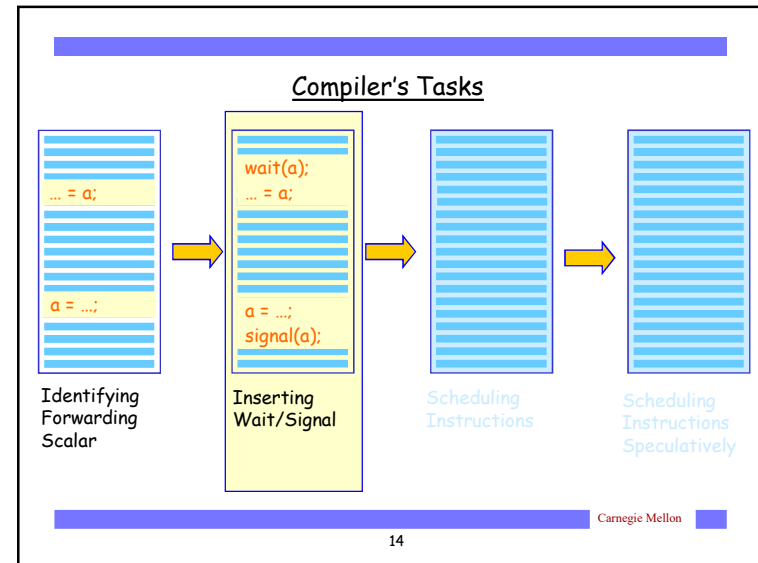 Compiler's Tasks
... = a;
a = ...;
wait(a);
... = a;
a = ...;
signal(a);
Identifying
Forwarding
Scalar
Inserting
Wait/Signal
Scheduling
Instructions
Scheduling
Instructions
Speculatively
Carnegie Mellon
14